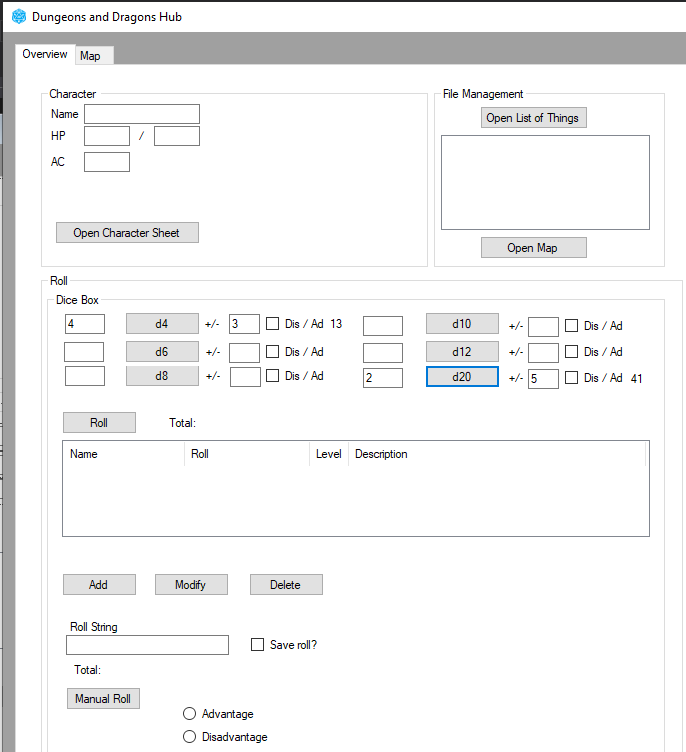 Dungeons and Dragons Hub
Overview Map
Character
Name
HP /
AC
Open Character Sheet
File Management
Open List of Things
Open Map
Roll
Dice Box
4 d4 +/- 3 Dis / Ad 13 d10 +/- Dis / Ad
d6 +/- Dis / Ad d12 +/- Dis / Ad
d8 +/- Dis / Ad 2 d20 +/- 5 Dis / Ad 41
Roll Total:
Name Roll Level Description
Add Modify Delete
Roll String
Save roll?
Total:
Manual Roll
Advantage
Disadvantage